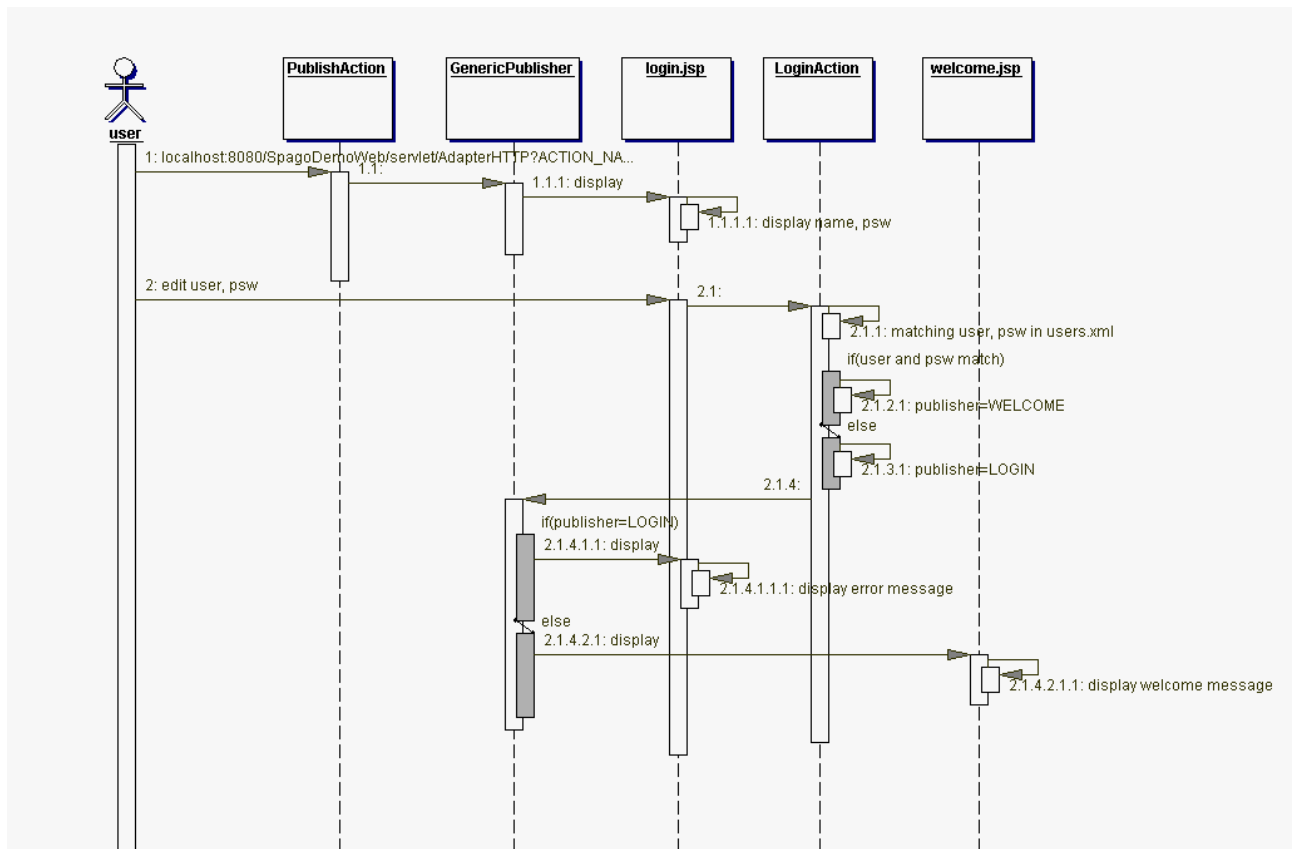 PublishAction
GenericPublisher
login.jsp
LoginAction
welcome.jsp
user
1: localhost:8080/SpagoDemoWeb/servlet/AdapterHTTP?ACTION_NA...
1.1:
1.1.1: display
1.1.1.1: display name, psw
2: edit user, psw
2.1:
2.1.1: matching user, psw in users.xml
if(user and psw match)
2.1.2.1: publisher=WELCOME
else
2.1.3.1: publisher=LOGIN
2.1.4:
if(publisher=LOGIN)
2.1.4.1.1: display
2.1.4.1.1.1: display error message
else
2.1.4.2.1: display
2.1.4.2.1.1: display welcome message